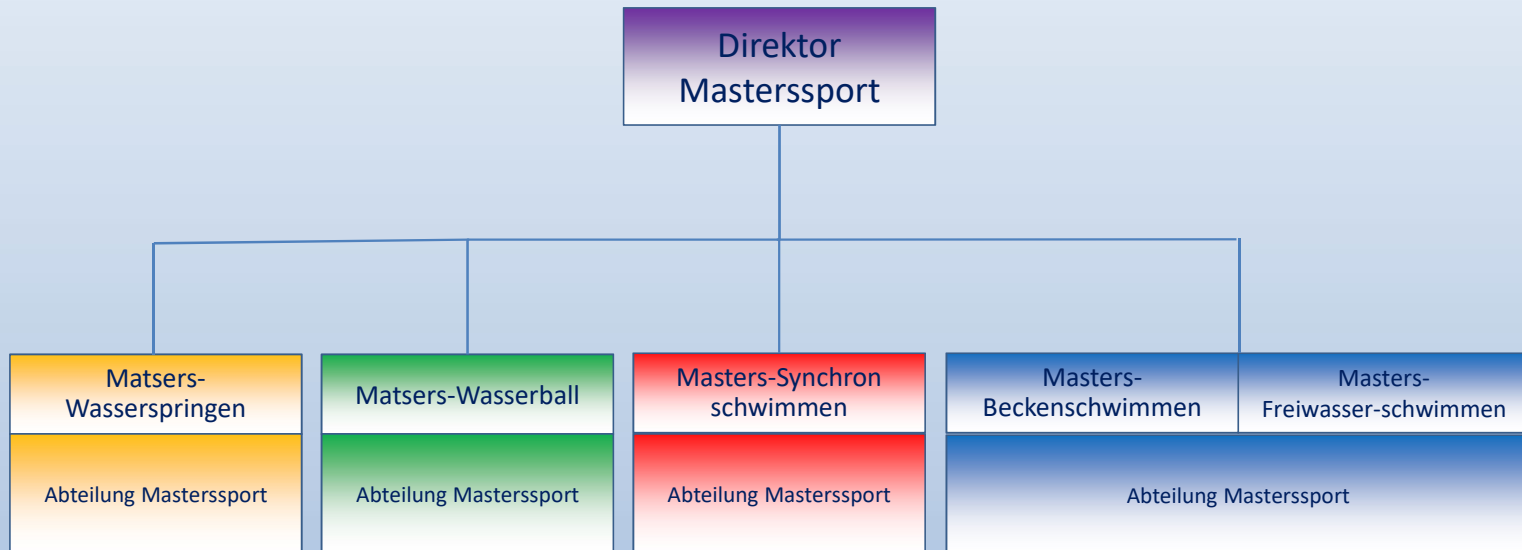 Direktor
Masterssport
Matsers-
Wasserspringen
Matsers-Wasserball
Masters-Synchron
schwimmen
Masters-
Beckenschwimmen
Masters-
Freiwasser-schwimmen
Abteilung Masterssport
Abteilung Masterssport
Abteilung Masterssport
Abteilung Masterssport